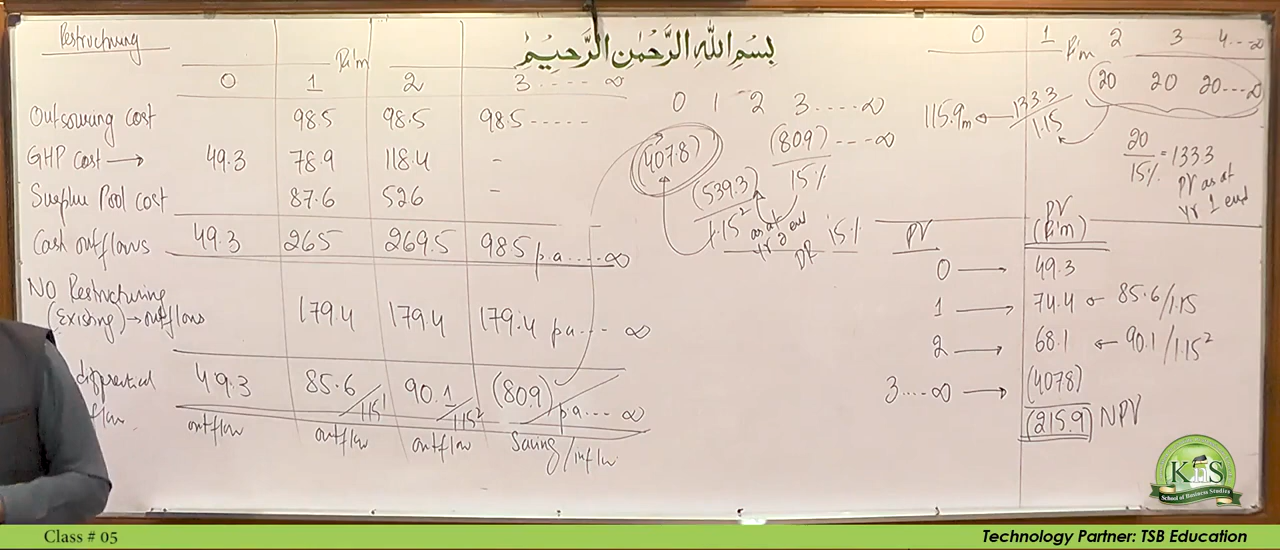 Restructuring
R'm
0 1 2 3 ..... ∞
Outsourcing cost 98.5 98.5 98.5 -----
GHP cost → 49.3 78.9 118.4 -
Surplus Pool cost 87.6 52.6 -
Cash outflows 49.3 265 269.5 98.5 p.a.....∞
NO Restructuring
(Existing) → outflows 179.4 179.4 179.4 pa.... ∞
differential 49.3 85.6/1.15¹ 90.1/1.15² (80.9) pa.... ∞
outflow outflow outflow Saving/inflow
بِسْمِ اللهِ الرَّحْمٰنِ الرَّحِيْمِ
0 1 2 3.....∞
(407.8) (80.9) ---- ∞
15%
(539.3)
1.15²
as at
yr 2 end
DR 15%
0 1 2 3 4...∞
R'm
20 20 20---∞
115.9m ← 133.3
1.15
20
15% = 133.3
PV as at
yr 1 end
PV
PV (R'm)
0 → 49.3
1 → 74.4 ← 85.6/1.15
2 → 68.1 ← 90.1/1.15²
3....∞ → (407.8)
(215.9) NPV
KnS
School of Business Studies
Class # 05
Technology Partner: TSB Education